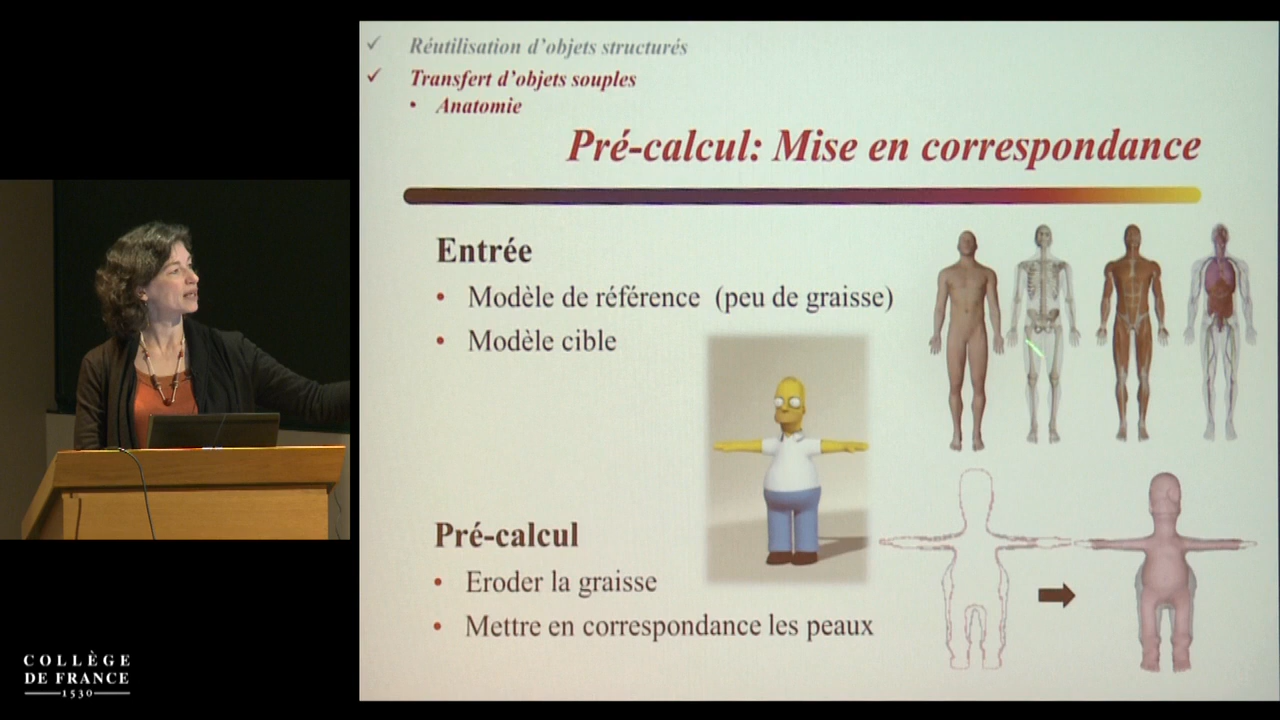 Réutilisation d'objets structurés
Transfert d'objets souples
• Anatomie
Pré-calcul: Mise en correspondance
Entrée
• Modèle de référence (peu de graisse)
• Modèle cible
Pré-calcul
• Eroder la graisse
• Mettre en correspondance les peaux
COLLÈGE
DE FRANCE
1530